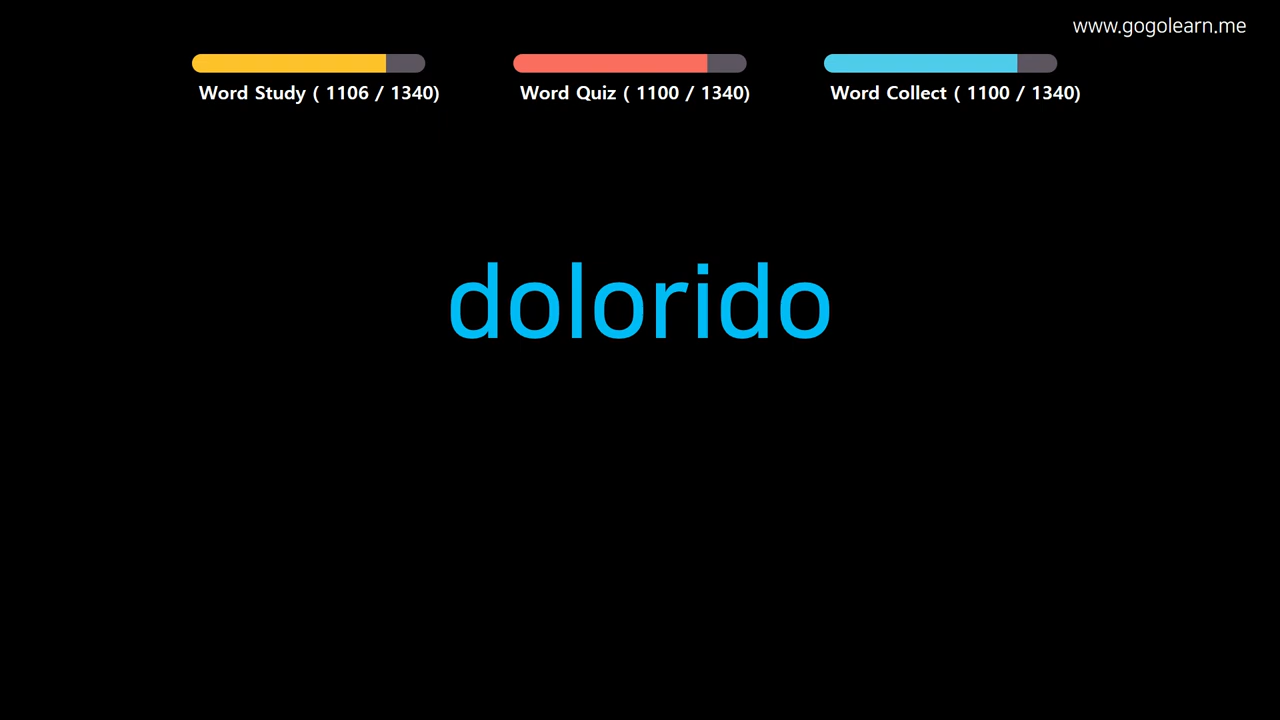 www.gogolearn.me
Word Study ( 1106 / 1340)
Word Quiz ( 1100 / 1340)
Word Collect ( 1100 / 1340)
dolorido